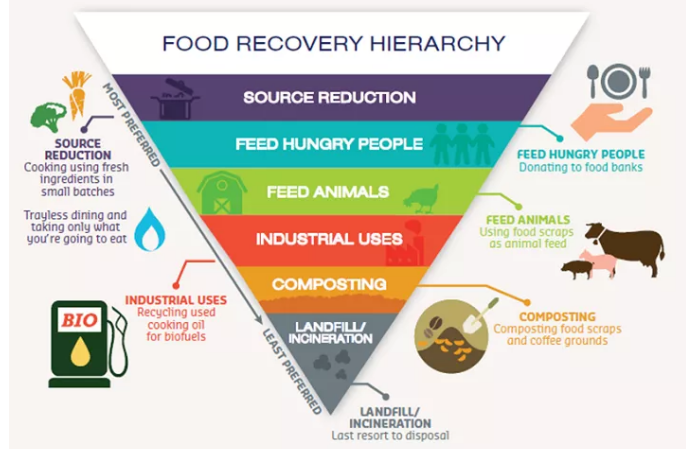 FOOD RECOVERY HIERARCHY
MOST PREFERRED
SOURCE REDUCTION
FEED HUNGRY PEOPLE
FEED ANIMALS
INDUSTRIAL USES
COMPOSTING
LANDFILL/
INCINERATION
LEAST PREFERRED
SOURCE
REDUCTION
Cooking using fresh
ingredients in
small batches
Trayless dining and
taking only what
you're going to eat
INDUSTRIAL USES
Recycling used
cooking oil
for biofuels
BIO
FEED HUNGRY PEOPLE
Donating to food banks
FEED ANIMALS
Using food scraps
as animal feed
COMPOSTING
Composting food scraps
and coffee grounds
LANDFILL/
INCINERATION
Last resort to disposal